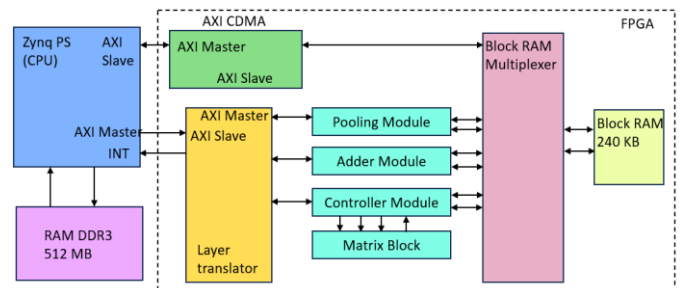 AXI CDMA
FPGA
Zynq PS
(CPU)
AXI
Slave
AXI Master
AXI Slave
Block RAM
Multiplexer
AXI Master
INT
AXI Master
AXI Slave
Layer
translator
Pooling Module
Adder Module
Controller Module
Matrix Block
Block RAM
240 KB
RAM DDR3
512 MB